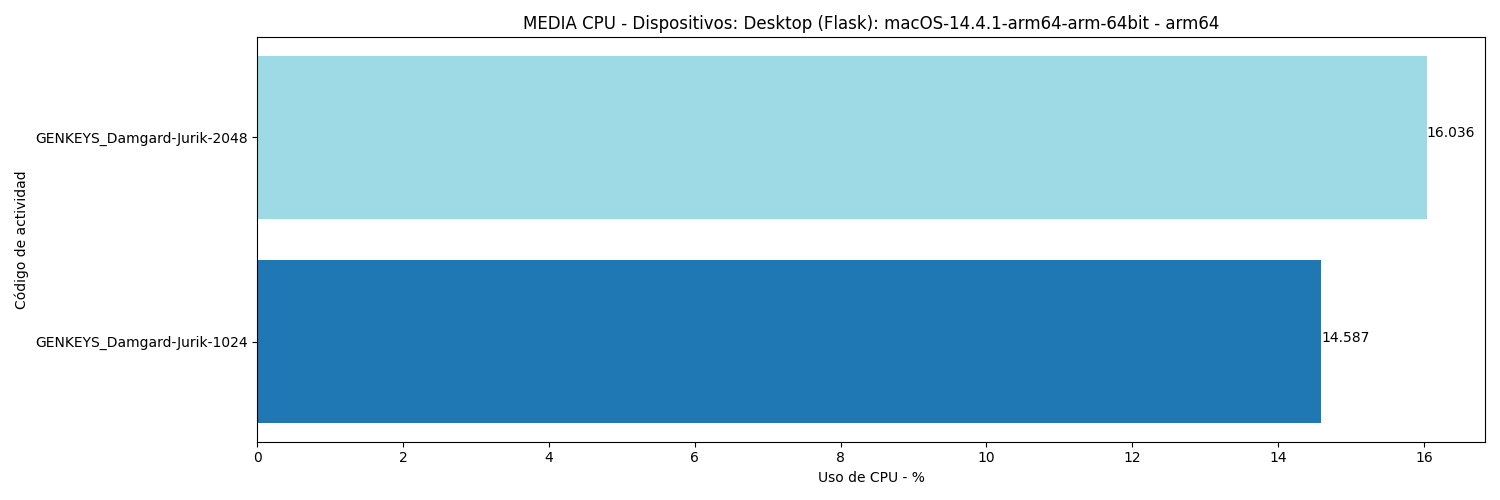 MEDIA CPU - Dispositivos: Desktop (Flask): macOS-14.4.1-arm64-arm-64bit - arm64
Código de actividad
GENKEYS_Damgard-Jurik-2048
16.036
GENKEYS_Damgard-Jurik-1024
14.587
0 2 4 6 8 10 12 14 16
Uso de CPU - %